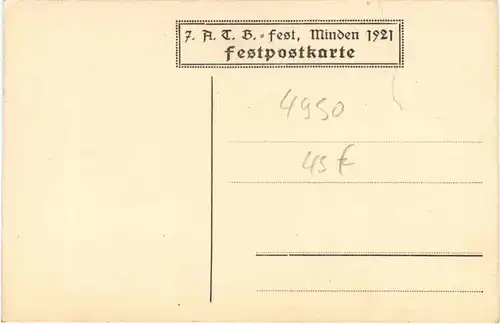 7. A. T. B.=Fest, Minden 1921
Festpostkarte
4950
45 €